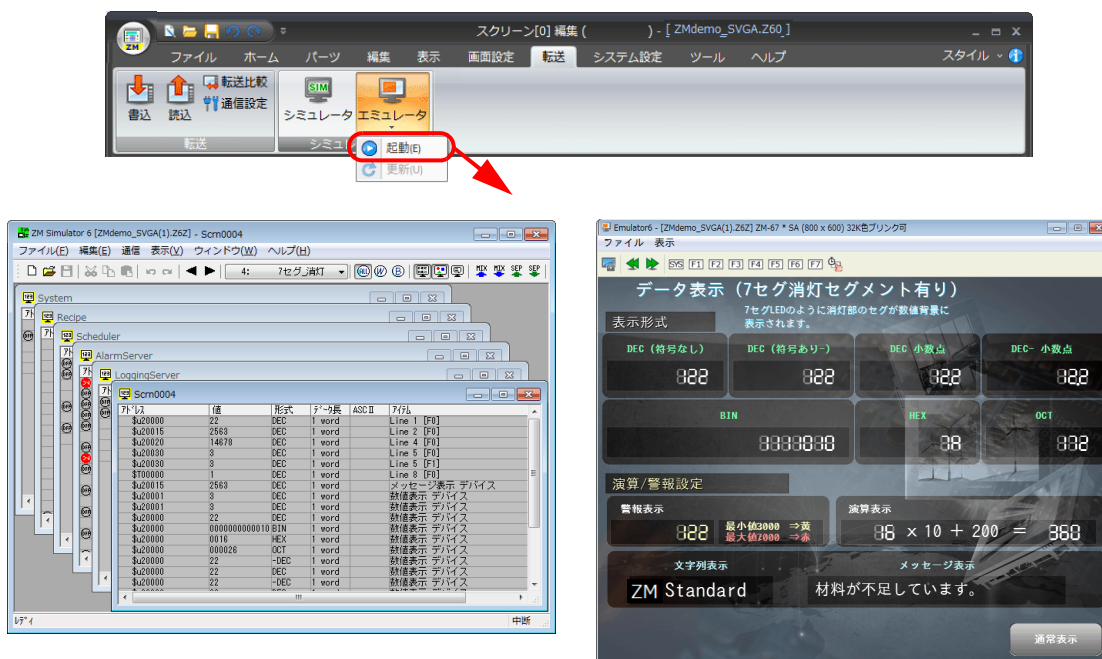 スクリーン[0] 編集 ( ) - [ ZMdemo_SVGA.Z60 ]
ZM
ファイル ホーム パーツ 編集 表示 画面設定 転送 システム設定 ツール ヘルプ スタイル
書込 読込 転送比較 通信設定
SIM
シミュレータ エミュレータ
転送
起動(E)
更新(U)
ZM Simulator 6 [ZMdemo_SVGA(1).Z6Z] - Scrn0004
ファイル(F) 編集(E) 通信 表示(V) ウィンドウ(W) ヘルプ(H)
4: 7セグ_消灯
System
Recipe
Scheduler
AlarmServer
LoggingServer
Scrn0004
アドレス 値 形式 データ長 ASCⅡ アイテム
$u20000 22 DEC 1 word Line 1 [F0]
$u20015 2563 DEC 1 word Line 2 [F0]
$u20020 14678 DEC 1 word Line 4 [F0]
$u20030 3 DEC 1 word Line 5 [F0]
$u20030 3 DEC 1 word Line 5 [F1]
$T00000 1 DEC 1 word Line 8 [F0]
$u20015 2563 DEC 1 word メッセージ表示 デバイス
$u20001 3 DEC 1 word 数値表示 デバイス
$u20001 3 DEC 1 word 数値表示 デバイス
$u20000 22 DEC 1 word 数値表示 デバイス
$u20000 0000000000010 BIN 1 word 数値表示 デバイス
$u20000 0016 HEX 1 word 数値表示 デバイス
$u20000 000026 OCT 1 word 数値表示 デバイス
$u20000 22 -DEC 1 word 数値表示 デバイス
$u20000 22 DEC 1 word 数値表示 デバイス
$u20000 22 -DEC 1 word 数値表示 デバイス
レディ 中断
Emulator6 - [ZMdemo_SVGA(1).Z6Z] ZM-67 * SA (800 x 600) 32K色ブリンク可
ファイル 表示
SYS F1 F2 F3 F4 F5 F6 F7
データ表示 (7セグ消灯セグメント有り)
7セグLEDのように消灯部のセグが数値背景に
表示されます。
表示形式
DEC (符号なし) DEC (符号あり-) DEC 小数点 DEC- 小数点
BIN HEX OCT
演算/警報設定
警報表示 演算表示
最小値3000 ⇒黄
最大値7000 ⇒赤
x 10 + 200 =
文字列表示 メッセージ表示
ZM Standard 材料が不足しています。
通常表示